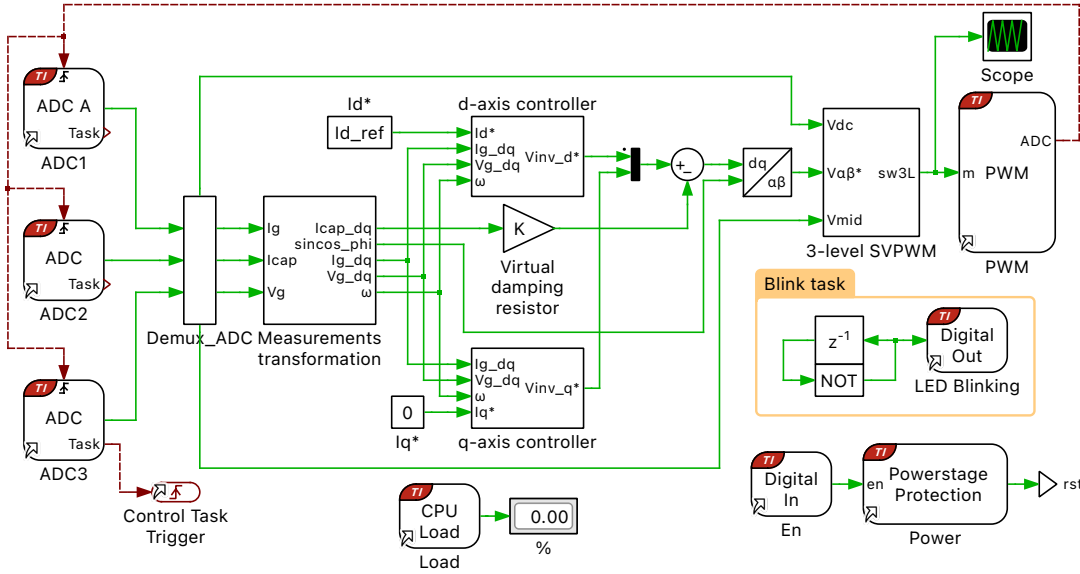 TI
ADC A
Task
ADC1
TI
ADC
Task
ADC2
TI
ADC
Task
ADC3
Control Task
Trigger
Demux_ADC
Ig
Icap
Vg
Icap_dq
sincos_phi
Ig_dq
Vg_dq
ω
Measurements
transformation
Id*
Id_ref
d-axis controller
Id*
Ig_dq
Vg_dq
ω
Vinv_d*
K
Virtual
damping
resistor
Ig_dq
Vg_dq
ω
Iq*
Vinv_q*
q-axis controller
0
Iq*
+
−
dq
αβ
Vdc
Vαβ*
Vmid
sw3L
3-level SVPWM
Scope
TI
m
PWM
ADC
PWM
Blink task
z-1
NOT
TI
Digital
Out
LED Blinking
TI
CPU
Load
Load
0.00
%
TI
Digital
In
En
TI
en
Powerstage
Protection
Power
rst